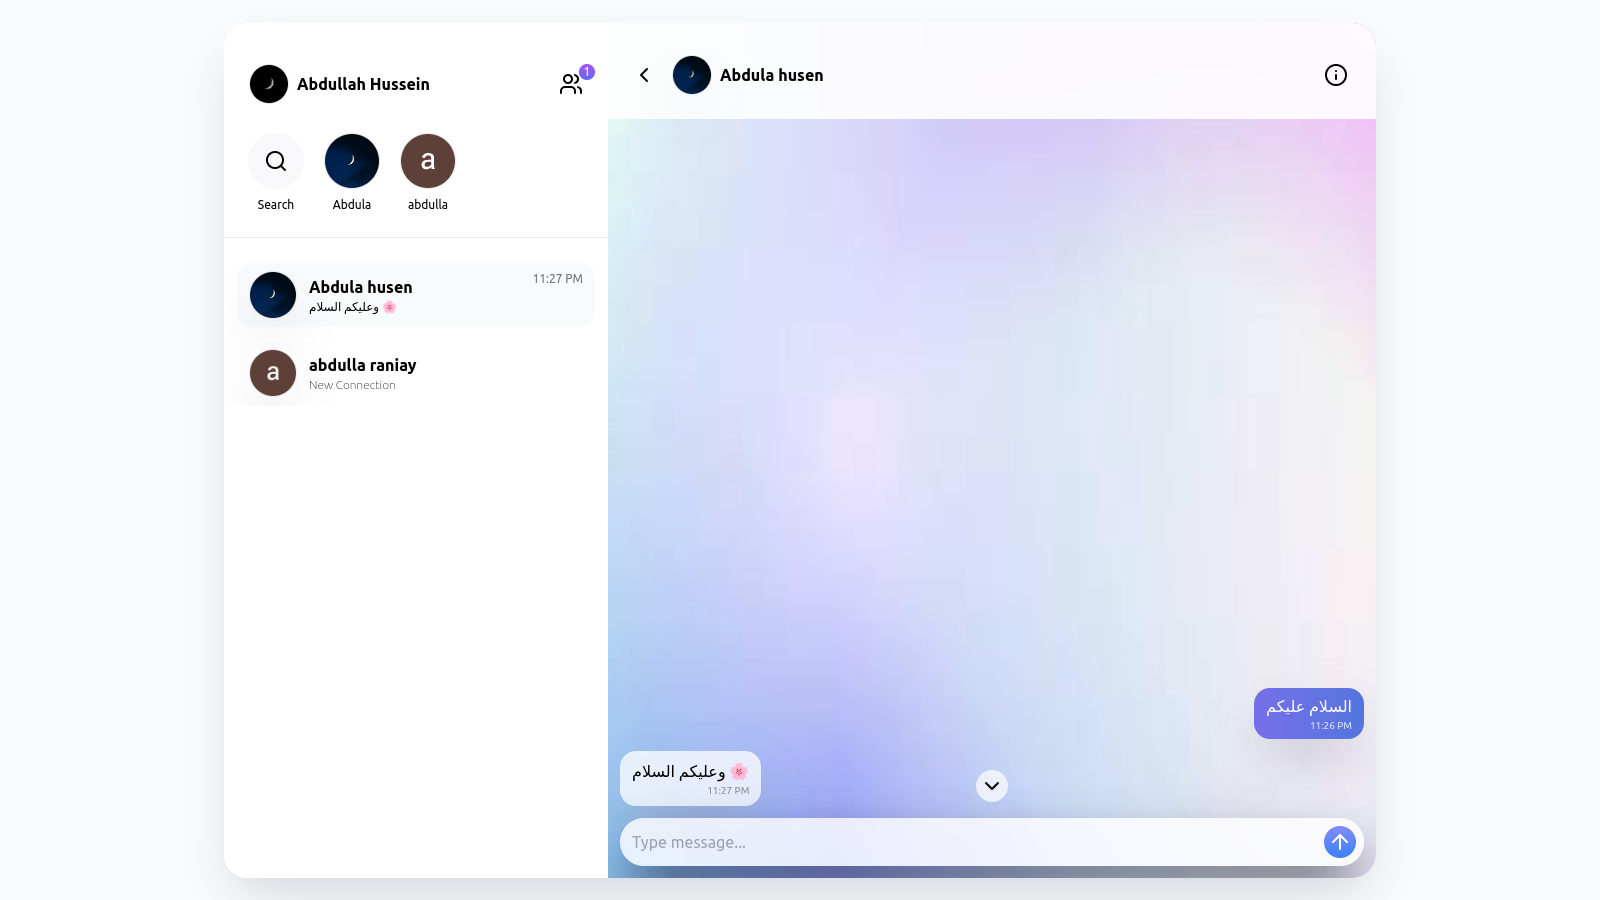 Abdullah Hussein
1
Search
Abdula
abdulla
Abdula husen
11:27 PM
وعليكم السلام 🌸
a
abdulla raniay
New Connection
a
Abdula husen
السلام عليكم
11:26 PM
وعليكم السلام 🌸
11:27 PM
Type message...